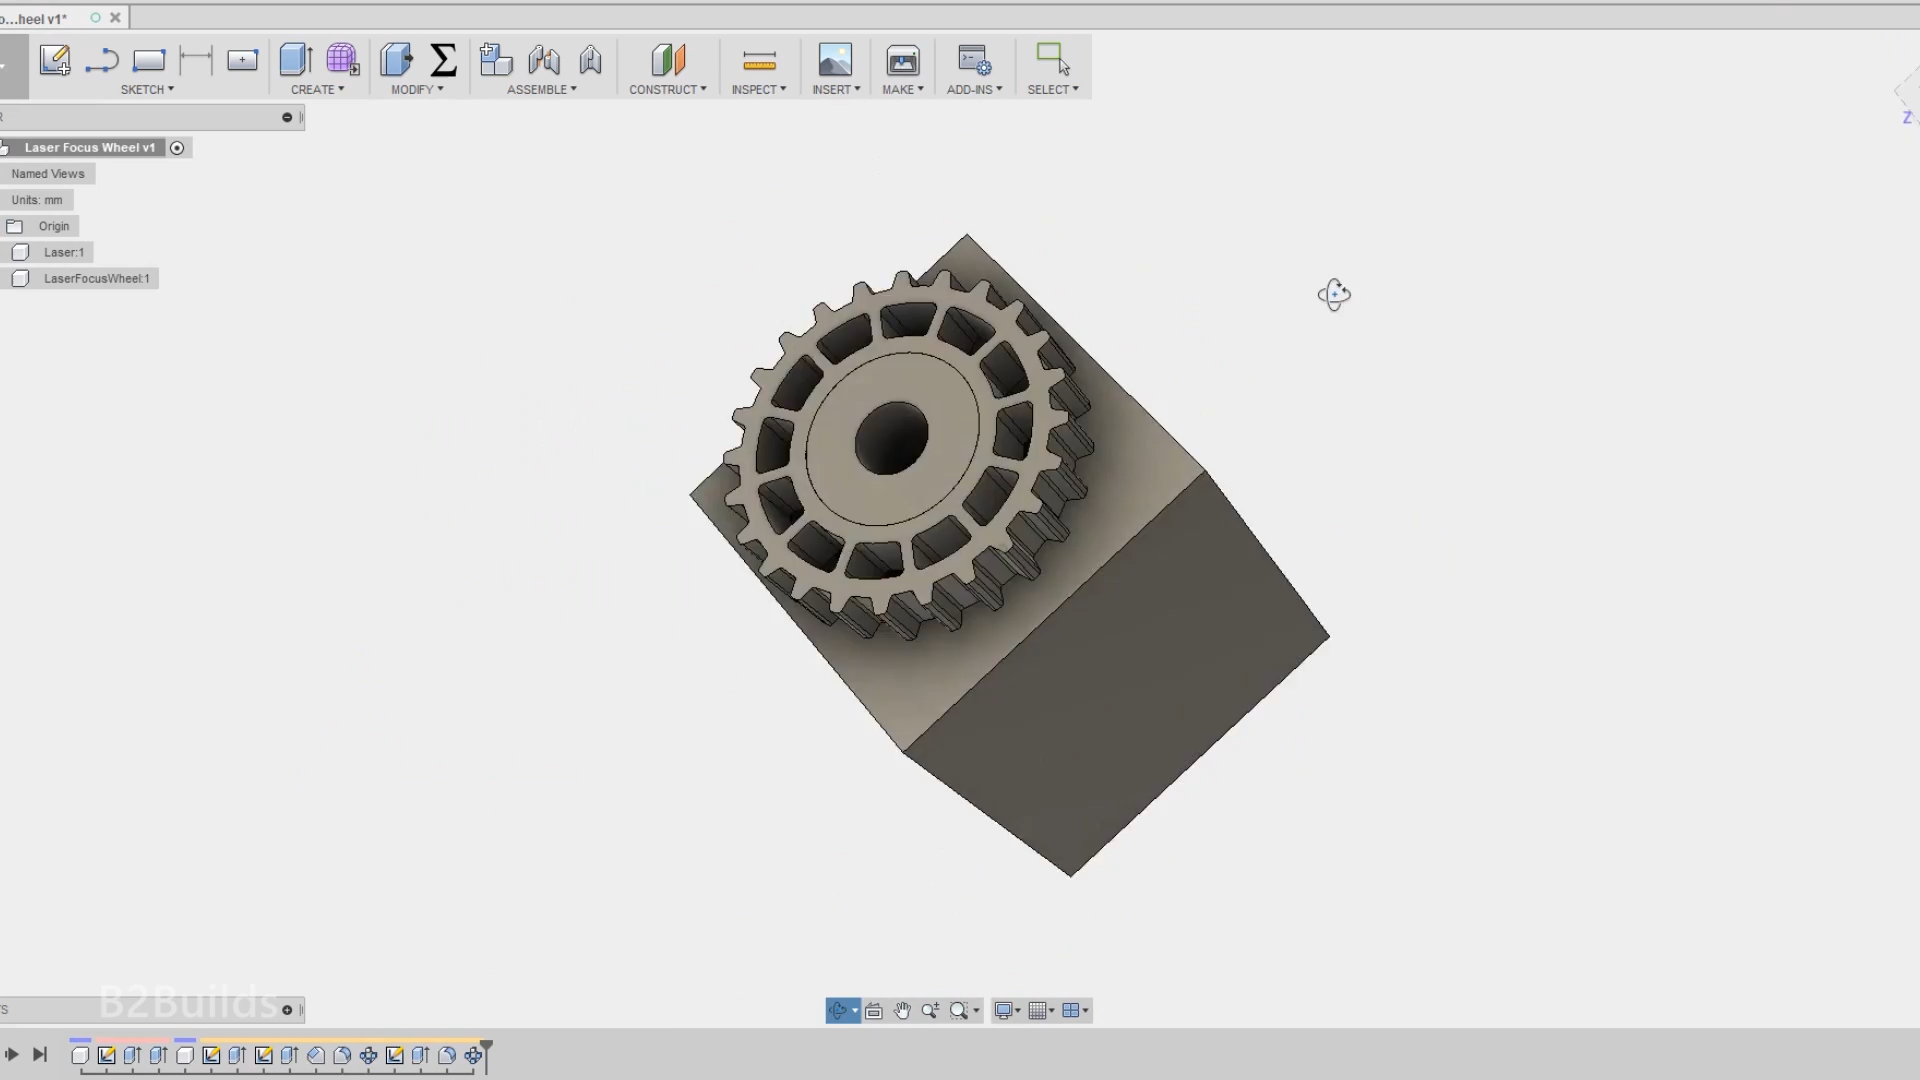 o...heel v1*
SKETCH
CREATE
MODIFY
ASSEMBLE
CONSTRUCT
INSPECT
INSERT
MAKE
ADD-INS
SELECT
R
Z
Laser Focus Wheel v1
Named Views
Units: mm
Origin
Laser:1
LaserFocusWheel:1
B2Builds
TS